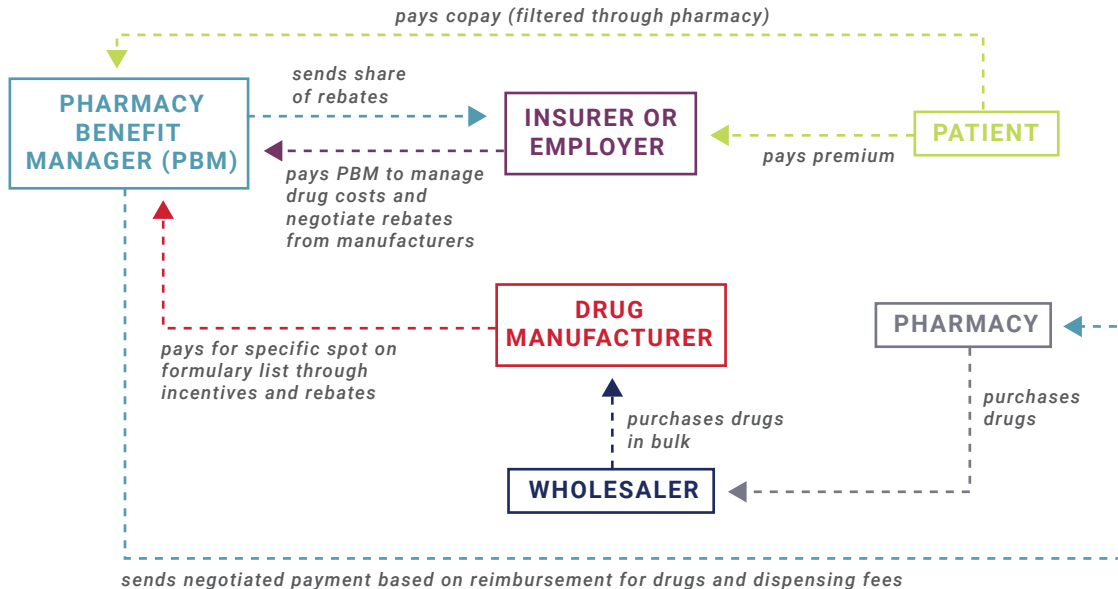 pays copay (filtered through pharmacy)
PHARMACY
BENEFIT
MANAGER (PBM)
sends share
of rebates
INSURER OR
EMPLOYER
PATIENT
pays premium
pays PBM to manage
drug costs and
negotiate rebates
from manufacturers
DRUG
MANUFACTURER
PHARMACY
pays for specific spot on
formulary list through
incentives and rebates
purchases drugs
in bulk
purchases
drugs
WHOLESALER
sends negotiated payment based on reimbursement for drugs and dispensing fees